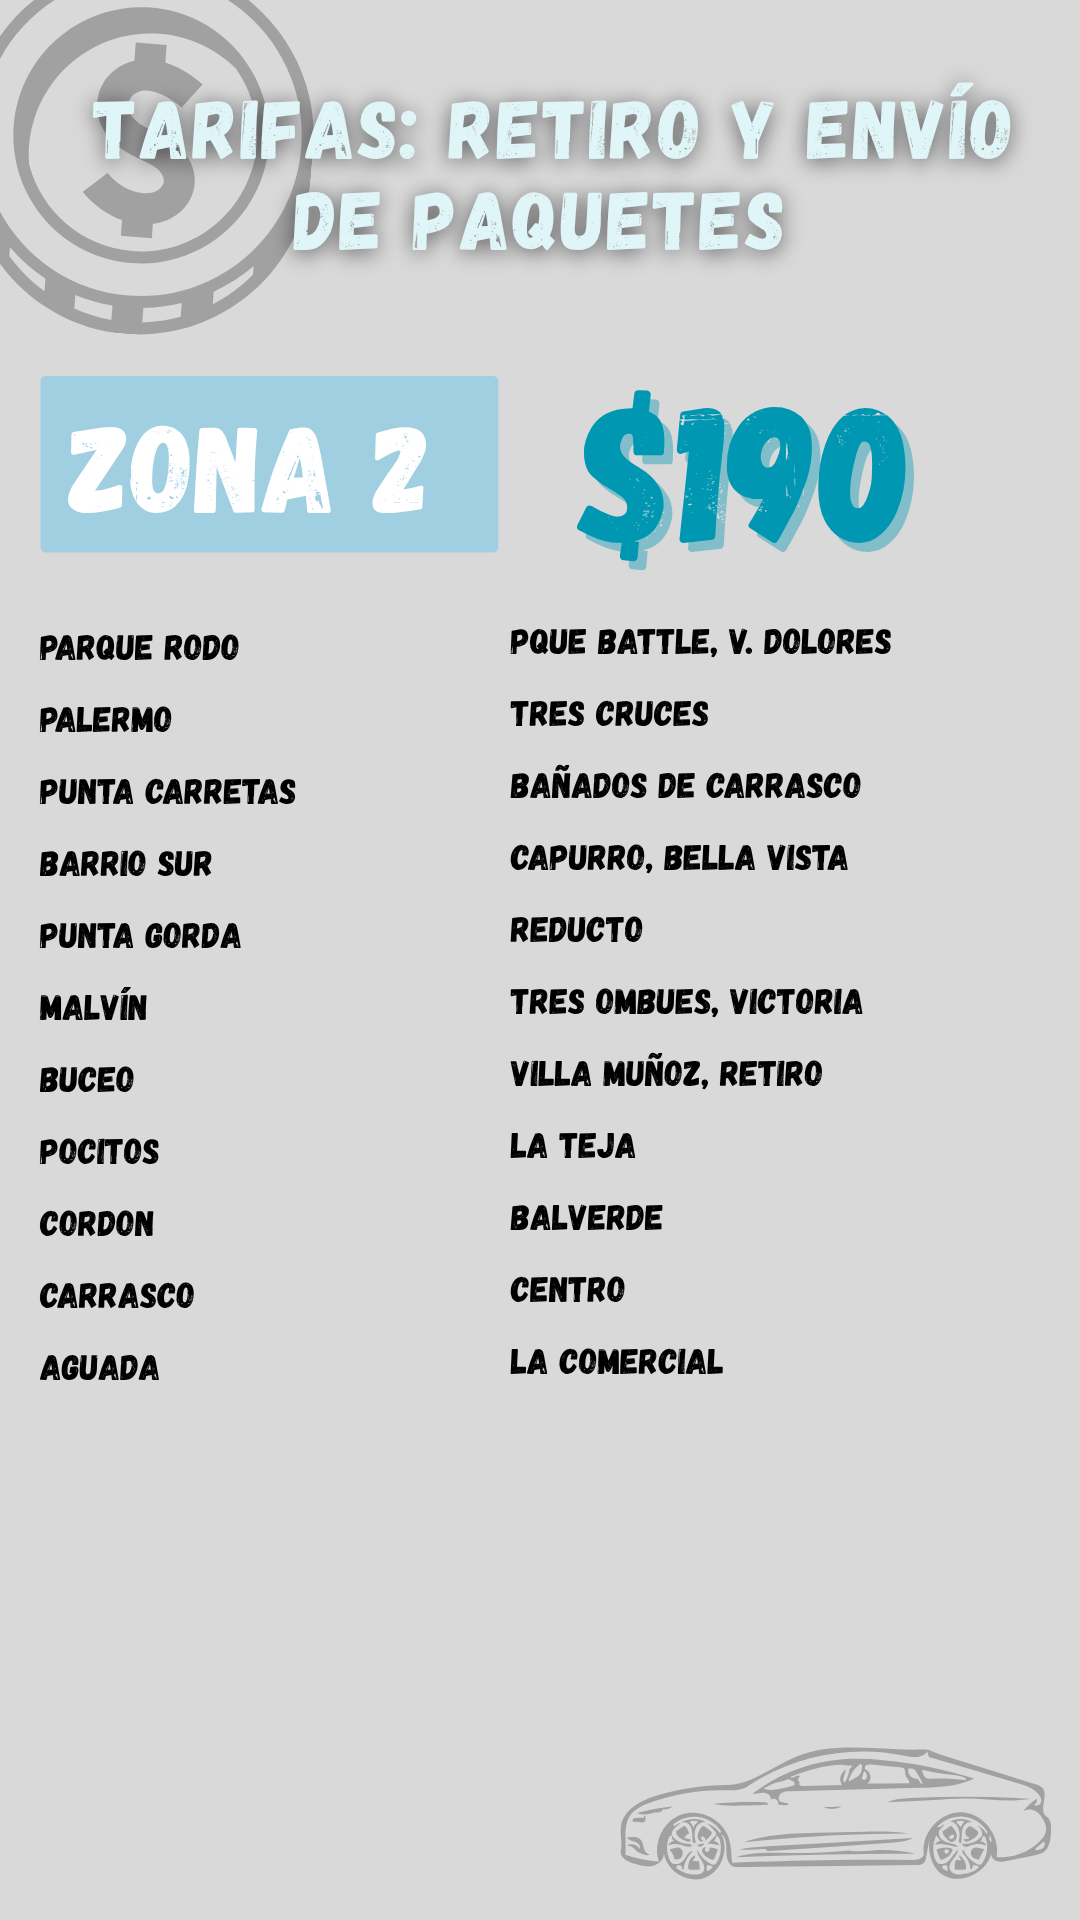 TARIFAS: RETIRO Y ENVÍO
DE PAQUETES
ZONA 2
$190
PARQUE RODO
PALERMO
PUNTA CARRETAS
BARRIO SUR
PUNTA GORDA
MALVÍN
BUCEO
POCITOS
CORDON
CARRASCO
AGUADA
PQUE BATTLE, V. DOLORES
TRES CRUCES
BAÑADOS DE CARRASCO
CAPURRO, BELLA VISTA
REDUCTO
TRES OMBUES, VICTORIA
VILLA MUÑOZ, RETIRO
LA TEJA
BALVERDE
CENTRO
LA COMERCIAL